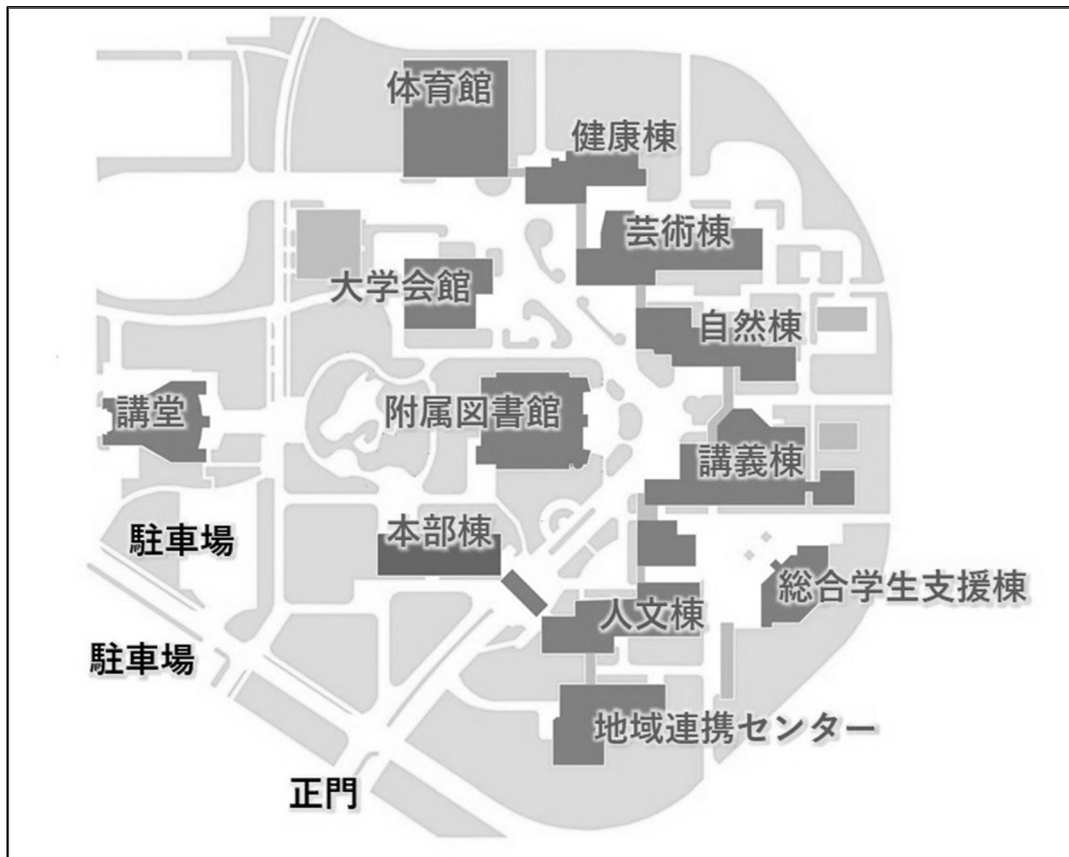 体育館
健康棟
芸術棟
大学会館
自然棟
講堂
附属図書館
講義棟
本部棟
駐車場
総合学生支援棟
人文棟
駐車場
地域連携センター
正門